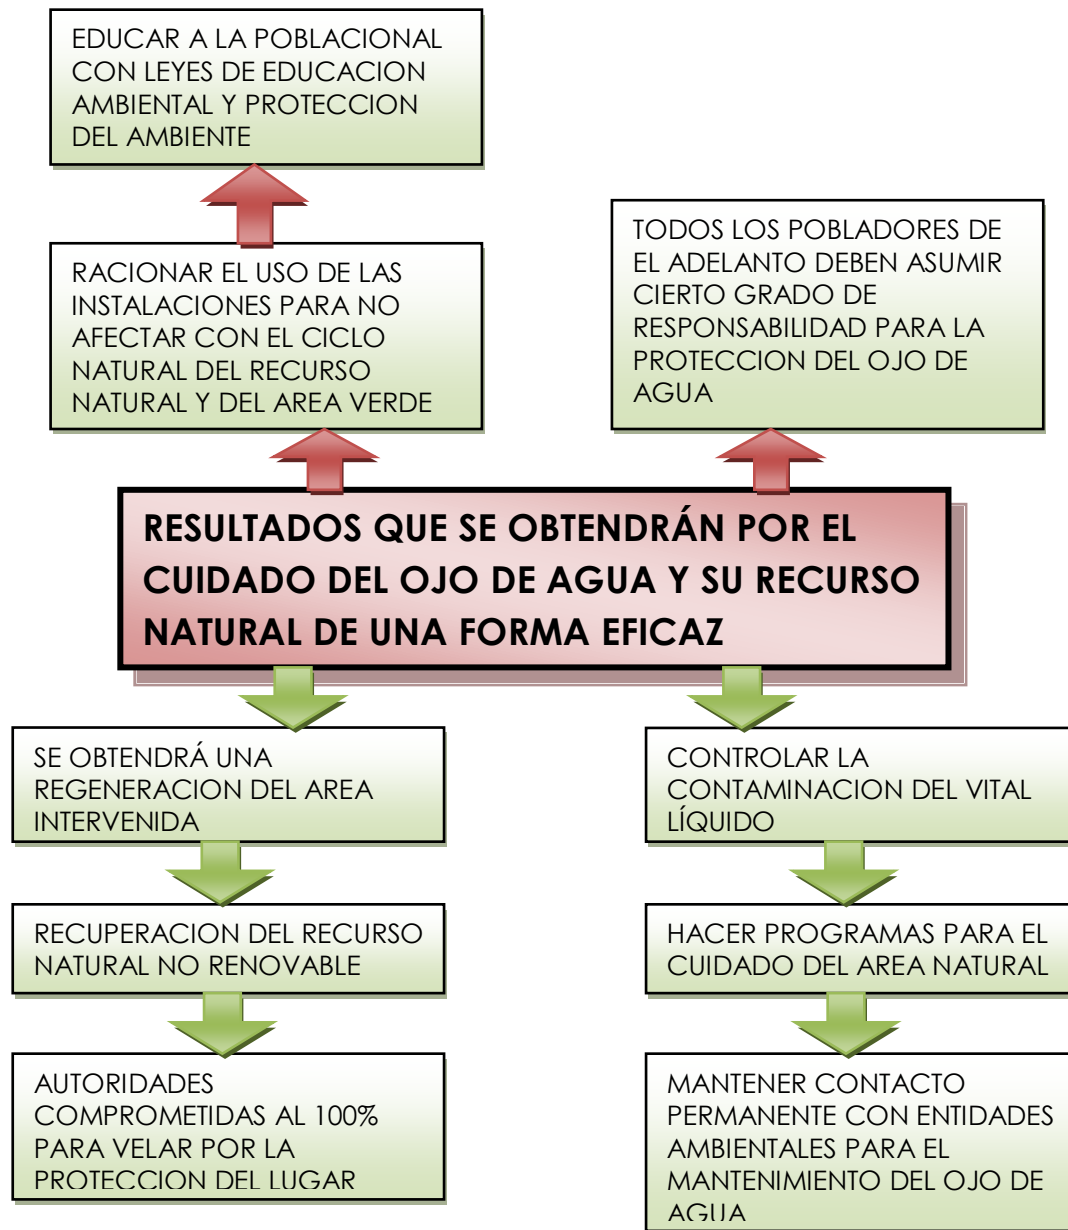 EDUCAR A LA POBLACIONAL
CON LEYES DE EDUCACION
AMBIENTAL Y PROTECCION
DEL AMBIENTE
RACIONAR EL USO DE LAS
INSTALACIONES PARA NO
AFECTAR CON EL CICLO
NATURAL DEL RECURSO
NATURAL Y DEL AREA VERDE
TODOS LOS POBLADORES DE
EL ADELANTO DEBEN ASUMIR
CIERTO GRADO DE
RESPONSABILIDAD PARA LA
PROTECCION DEL OJO DE
AGUA
RESULTADOS QUE SE OBTENDRÁN POR EL
CUIDADO DEL OJO DE AGUA Y SU RECURSO
NATURAL DE UNA FORMA EFICAZ
SE OBTENDRÁ UNA
REGENERACION DEL AREA
INTERVENIDA
RECUPERACION DEL RECURSO
NATURAL NO RENOVABLE
AUTORIDADES
COMPROMETIDAS AL 100%
PARA VELAR POR LA
PROTECCION DEL LUGAR
CONTROLAR LA
CONTAMINACION DEL VITAL
LÍQUIDO
HACER PROGRAMAS PARA EL
CUIDADO DEL AREA NATURAL
MANTENER CONTACTO
PERMANENTE CON ENTIDADES
AMBIENTALES PARA EL
MANTENIMIENTO DEL OJO DE
AGUA